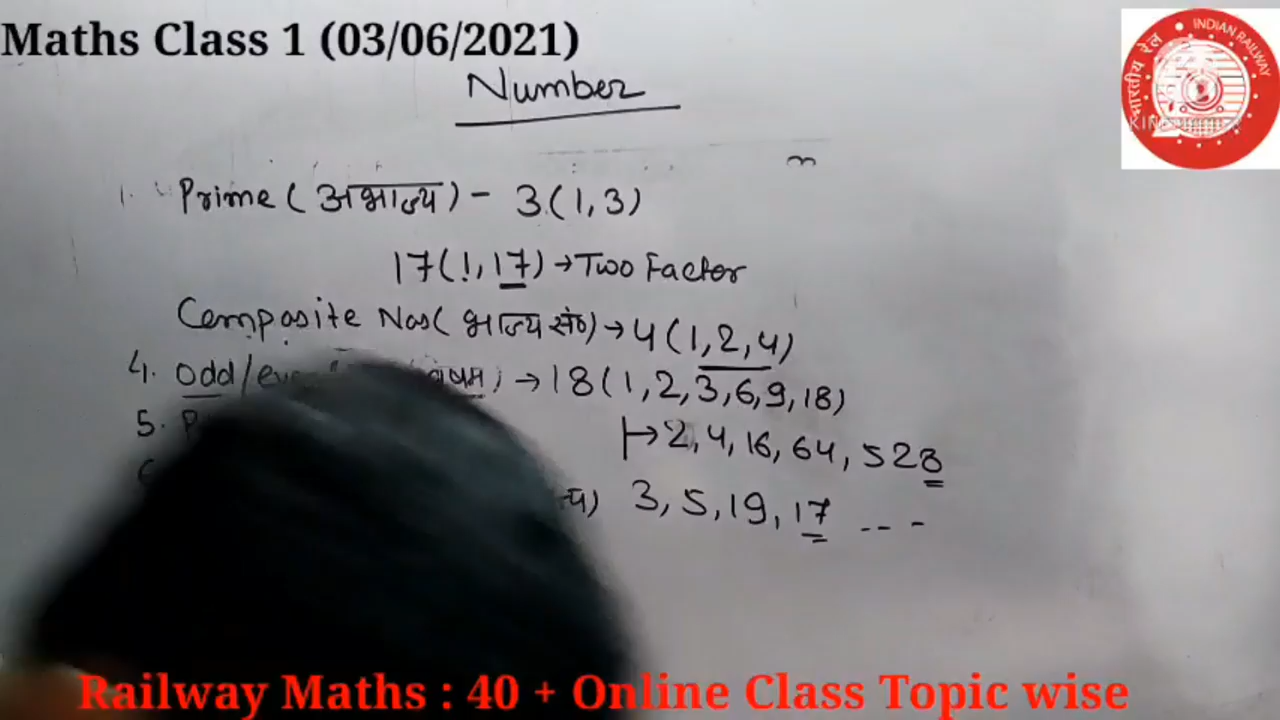 Maths Class 1 (03/06/2021)
INDIAN RAILWAY
भारतीय रेल
Number
1. Prime (अभाज्य) - 3.(1,3)
17(1,17) → Two Factor
Composite Nos (भाज्य सं०) → 4 (1,2,4)
4. odd/eve → 18 (1,2,3,6,9,18)
5. → 2, 4, 16, 64, 528
3, 5, 19, 17 ---
Railway Maths : 40 + Online Class Topic wise